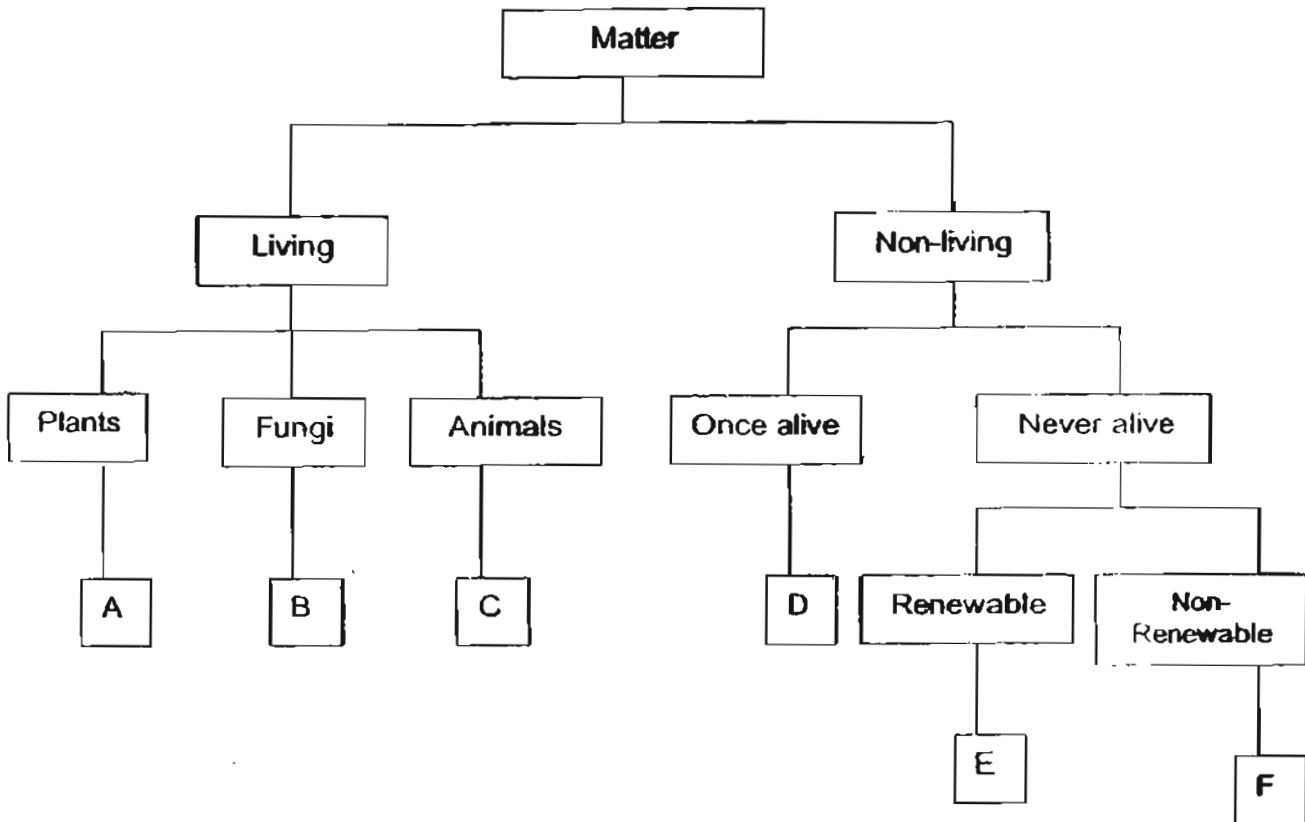 Matter
Living
Non-living
Plants
Fungi
Animals
Once alive
Never alive
A
B
C
D
Renewable
Non-
Renewable
E
F